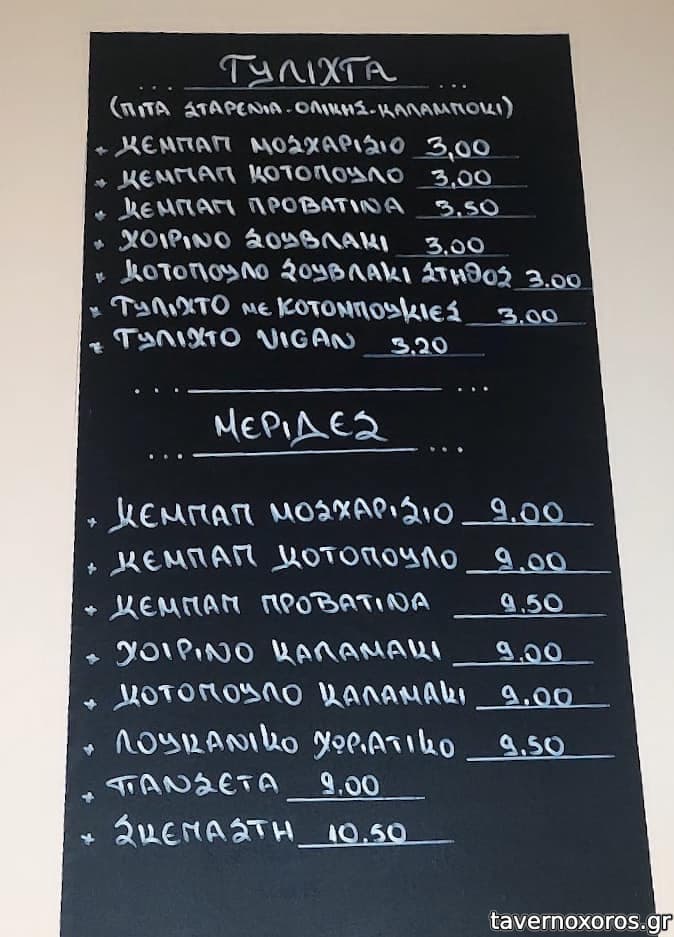 ΤΥΛΙΧΤΑ
(ΠΙΤΑ ΣΤΑΡΕΝΙΑ-ΟΛΙΚΗΣ-ΚΑΛΑΜΠΟΚΙ)
* ΚΕΜΠΑΠ ΜΟΣΧΑΡΙΣΙΟ 3,00
* ΚΕΜΠΑΠ ΚΟΤΟΠΟΥΛΟ 3,00
* ΚΕΜΠΑΠ ΠΡΟΒΑΤΙΝΑ 3.50
* ΧΟΙΡΙΝΟ ΣΟΥΒΛΑΚΙ 3,00
* ΚΟΤΟΠΟΥΛΟ ΣΟΥΒΛΑΚΙ ΣΤΗΘΟΣ 3.00
* ΤΥΛΙΧΤΟ ΜΕ ΚΟΤΟΜΠΟΥΚΙΕΣ 3.00
* ΤΥΛΙΧΤΟ VIGAN 3.20
ΜΕΡΙΔΕΣ
* ΚΕΜΠΑΠ ΜΟΣΧΑΡΙΣΙΟ 9.00
* ΚΕΜΠΑΠ ΚΟΤΟΠΟΥΛΟ 9.00
* ΚΕΜΠΑΠ ΠΡΟΒΑΤΙΝΑ 9.50
* ΧΟΙΡΙΝΟ ΚΑΛΑΜΑΚΙ 9.00
* ΚΟΤΟΠΟΥΛΟ ΚΑΛΑΜΑΚΙ 9.00
* ΛΟΥΚΑΝΙΚΟ ΧΩΡΙΑΤΙΚΟ 9.50
* ΠΑΝΣΕΤΑ 9.00
* ΣΚΕΠΑΣΤΗ 10.50
tavernoxoros.gr